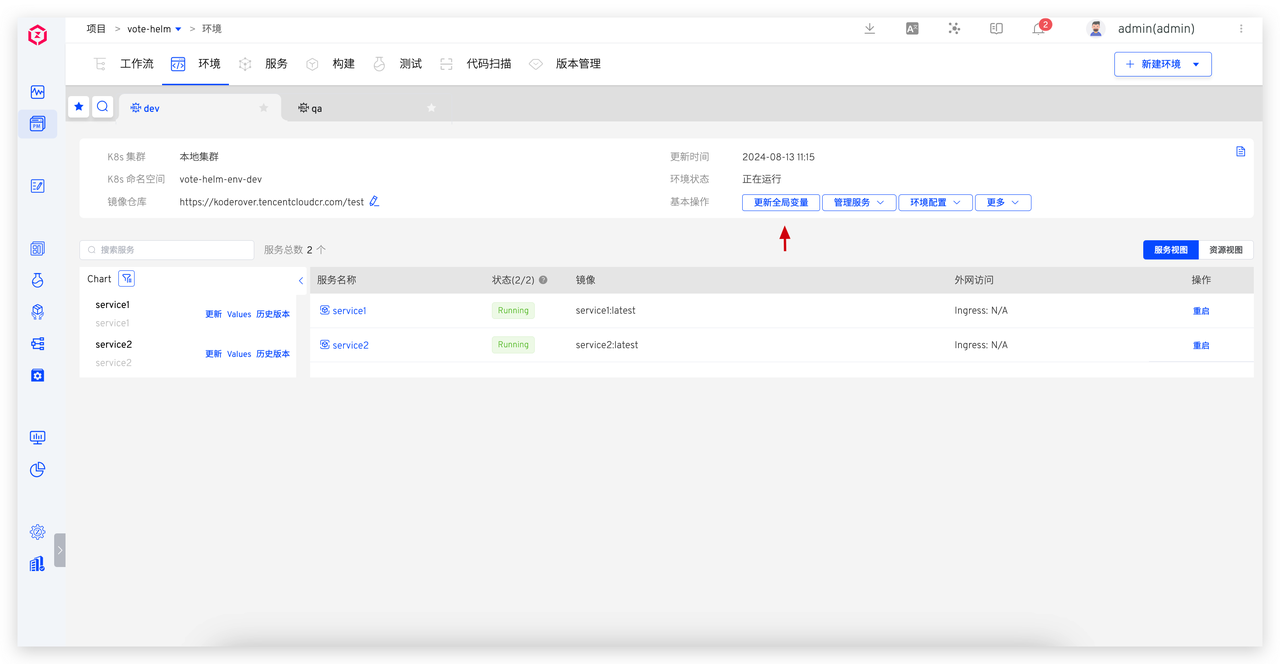 项目 > vote-helm > 环境
2
admin(admin)
工作流 环境 服务 构建 测试 代码扫描 版本管理
+ 新建环境
dev
qa
K8s 集群 本地集群
更新时间 2024-08-13 11:15
K8s 命名空间 vote-helm-env-dev
环境状态 正在运行
镜像仓库 https://koderover.tencentcloudcr.com/test
基本操作 更新全局变量 管理服务 环境配置 更多
搜索服务 服务总数 2 个
服务视图 资源视图
Chart
服务名称 状态(2/2) 镜像 外网访问 操作
service1
service1
更新 Values 历史版本
service1 Running service1:latest Ingress: N/A 重启
service2
service2
更新 Values 历史版本
service2 Running service2:latest Ingress: N/A 重启